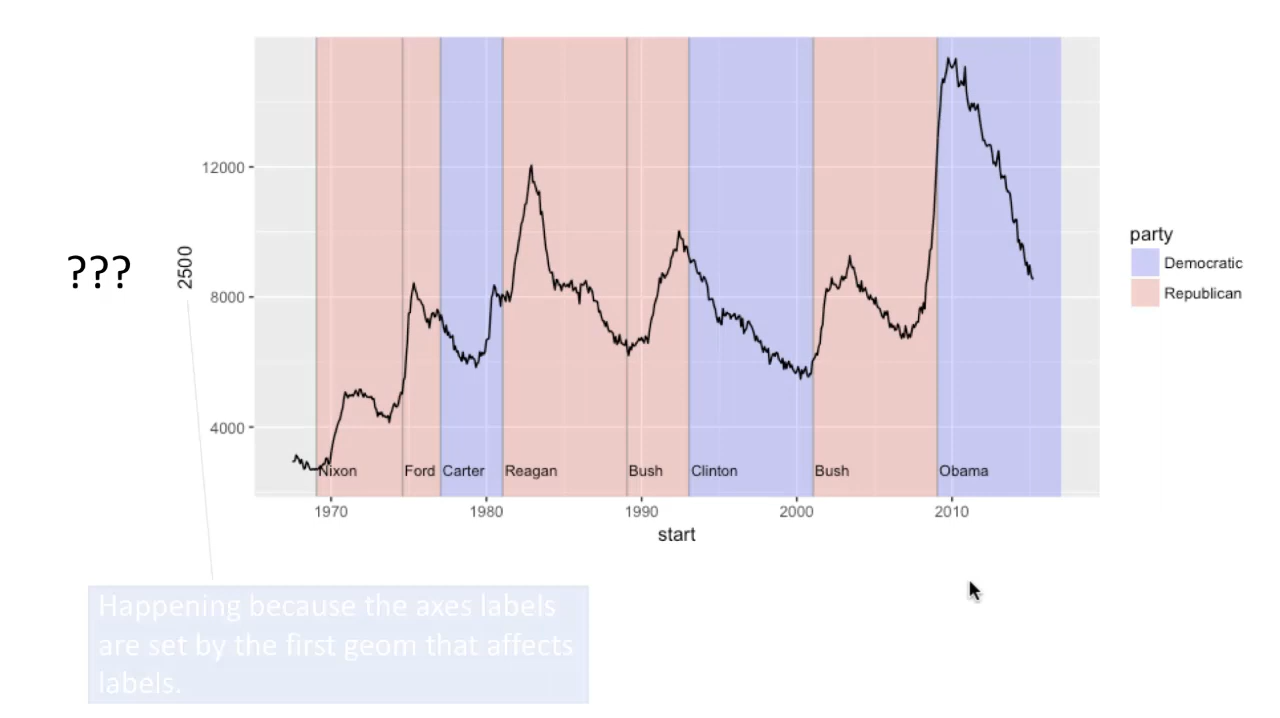 ???
2500
12000
8000
4000
Nixon
Ford
Carter
Reagan
Bush
Clinton
Bush
Obama
1970
1980
1990
2000
2010
start
party
Democratic
Republican
Happening because the axes labels
are set by the first geom that affects
labels.